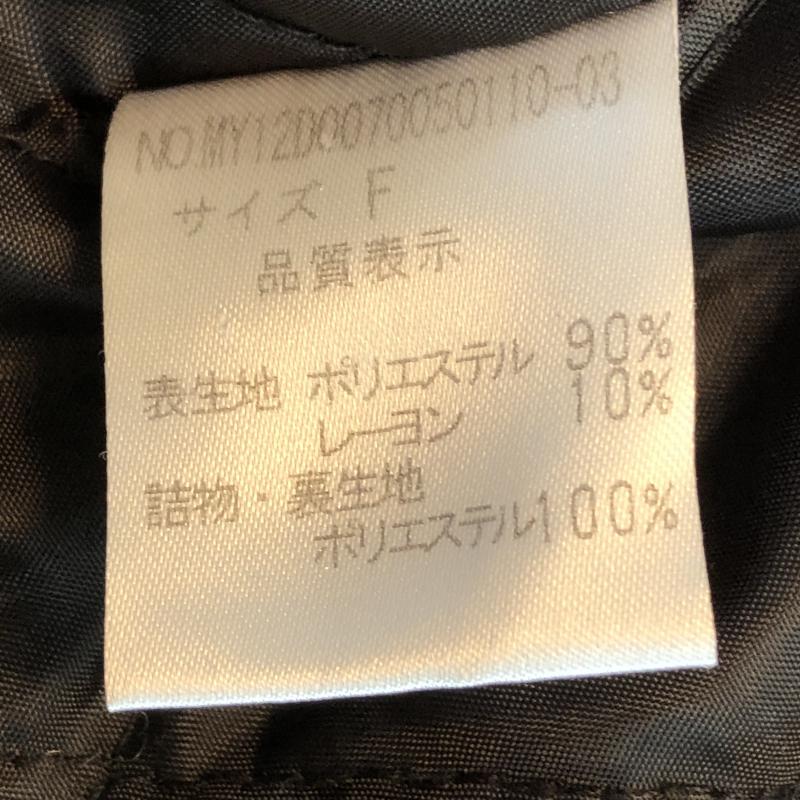 NO.MY12D0070050110-03
サイズ F
品質表示
表生地 ポリエステル 90%
レーヨン 10%
詰物・裏生地
ポリエステル100%